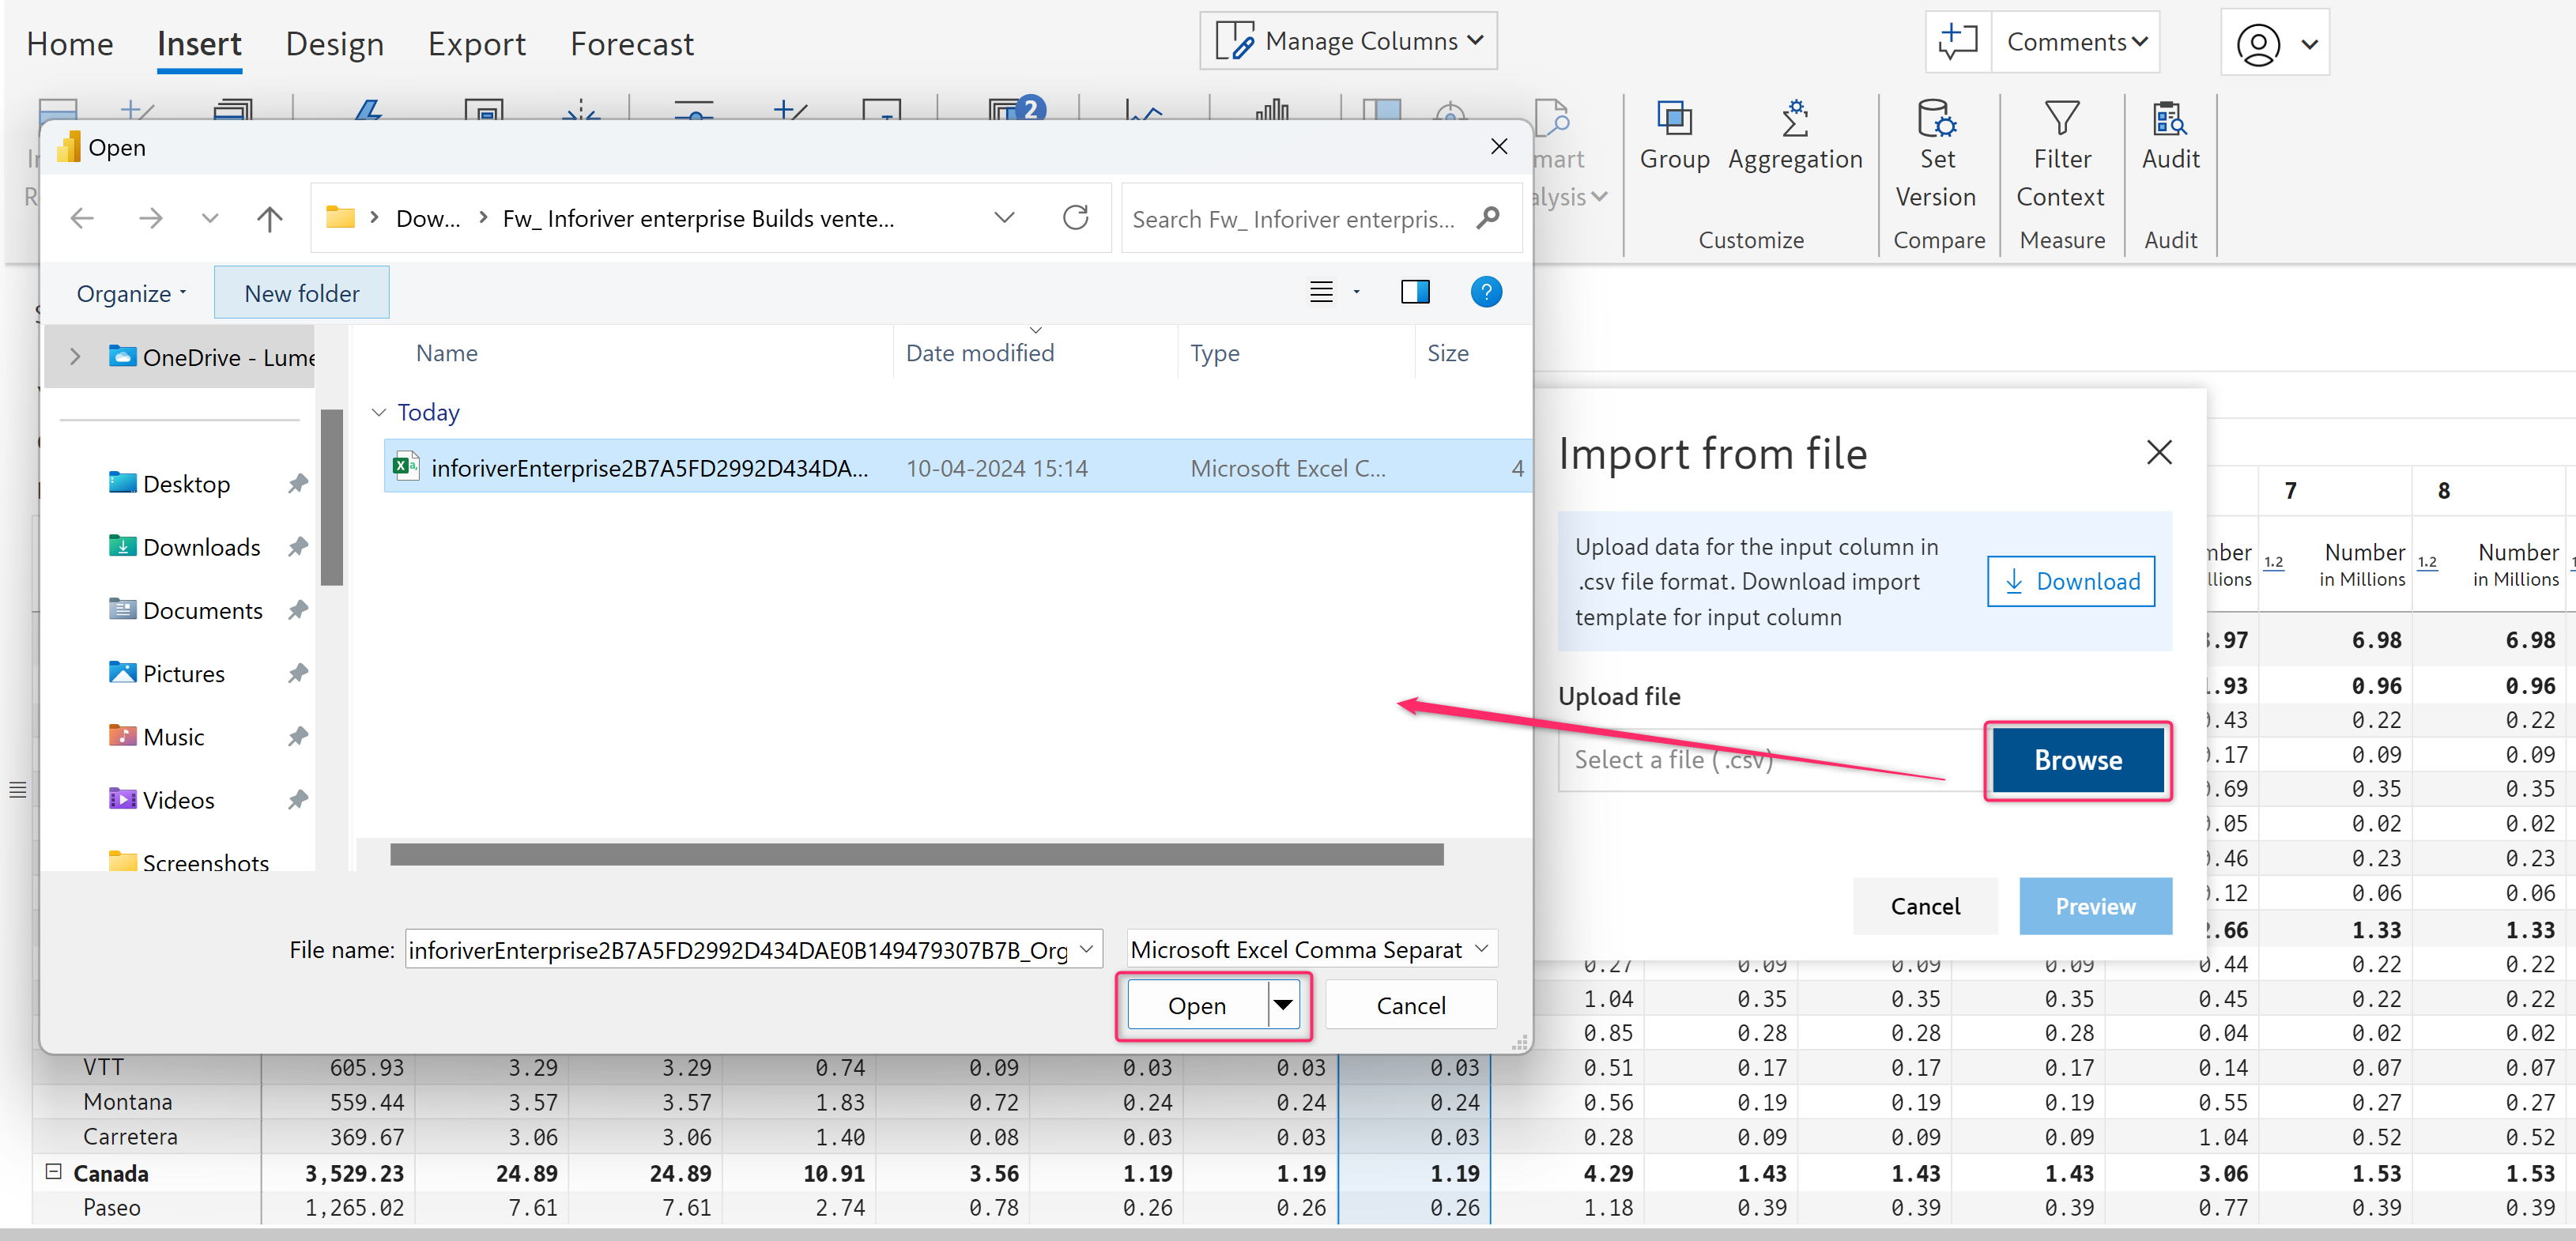 Home Insert Design Export Forecast
Manage Columns
Comments
2
Open
Dow... Fw_ Inforiver enterprise Builds vente...
Search Fw_ Inforiver enterpris...
Organize New folder
?
OneDrive - Lume
Desktop
Downloads
Documents
Pictures
Music
Videos
Screenshots
Name Date modified Type Size
Today
inforiverEnterprise2B7A5FD2992D434DA... 10-04-2024 15:14 Microsoft Excel C... 4
File name: inforiverEnterprise2B7A5FD2992D434DAE0B149479307B7B_Org
Microsoft Excel Comma Separat
Open Cancel
Group Aggregation
Customize
Set
Version
Compare
Filter
Context
Measure
Audit
Audit
Import from file
Upload data for the input column in
.csv file format. Download import
template for input column
Download
Upload file
Select a file (.csv)
Browse
Cancel Preview
7 8
1.2 Number 1.2 Number
in Millions in Millions
6.98 6.98
0.96 0.96
0.22 0.22
0.09 0.09
0.35 0.35
0.02 0.02
0.23 0.23
0.06 0.06
1.33 1.33
0.27 0.09 0.09 0.09 0.44 0.22 0.22
1.04 0.35 0.35 0.35 0.45 0.22 0.22
0.85 0.28 0.28 0.28 0.04 0.02 0.02
VTT 605.93 3.29 3.29 0.74 0.09 0.03 0.03 0.03 0.51 0.17 0.17 0.17 0.14 0.07 0.07
Montana 559.44 3.57 3.57 1.83 0.72 0.24 0.24 0.24 0.56 0.19 0.19 0.19 0.55 0.27 0.27
Carretera 369.67 3.06 3.06 1.40 0.08 0.03 0.03 0.03 0.28 0.09 0.09 0.09 1.04 0.52 0.52
Canada 3,529.23 24.89 24.89 10.91 3.56 1.19 1.19 1.19 4.29 1.43 1.43 1.43 3.06 1.53 1.53
Paseo 1,265.02 7.61 7.61 2.74 0.78 0.26 0.26 0.26 1.18 0.39 0.39 0.39 0.77 0.39 0.39